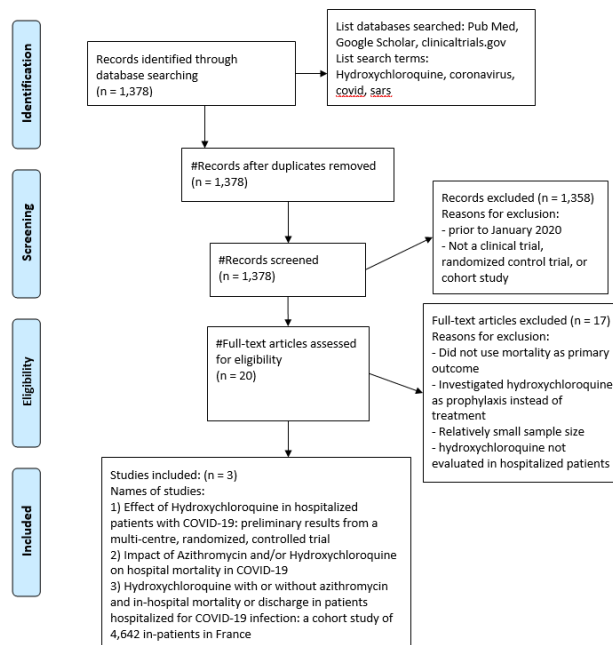 Identification
Records identified through
database searching
(n = 1,378)
List databases searched: Pub Med,
Google Scholar, clinicaltrials.gov
List search terms:
Hydroxychloroquine, coronavirus,
covid, sars
#Records after duplicates removed
(n = 1,378)
Screening
#Records screened
(n = 1,378)
Records excluded (n = 1,358)
Reasons for exclusion:
- prior to January 2020
- Not a clinical trial,
randomized control trial, or
cohort study
Eligibility
#Full-text articles assessed
for eligibility
(n = 20)
Full-text articles excluded (n = 17)
Reasons for exclusion:
- Did not use mortality as primary
outcome
- Investigated hydroxychloroquine
as prophylaxis instead of
treatment
- Relatively small sample size
- hydroxychloroquine not
evaluated in hospitalized patients
Included
Studies included: (n = 3)
Names of studies:
1) Effect of Hydroxychloroquine in hospitalized
patients with COVID-19: preliminary results from a
multi-centre, randomized, controlled trial
2) Impact of Azithromycin and/or Hydroxychloroquine
on hospital mortality in COVID-19
3) Hydroxychloroquine with or without azithromycin
and in-hospital mortality or discharge in patients
hospitalized for COVID-19 infection: a cohort study of
4,642 in-patients in France